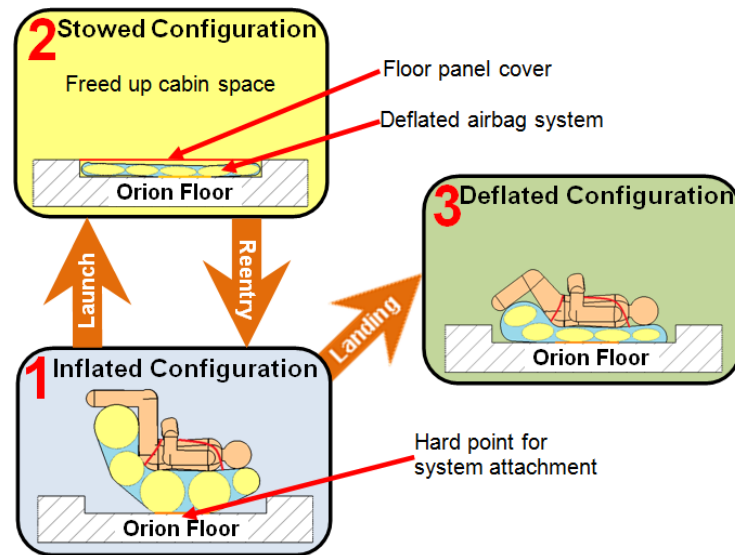 2 Stowed Configuration
Freed up cabin space
Floor panel cover
Deflated airbag system
Orion Floor
3 Deflated Configuration
Orion Floor
Launch
Reentry
Landing
1 Inflated Configuration
Orion Floor
Hard point for
system attachment